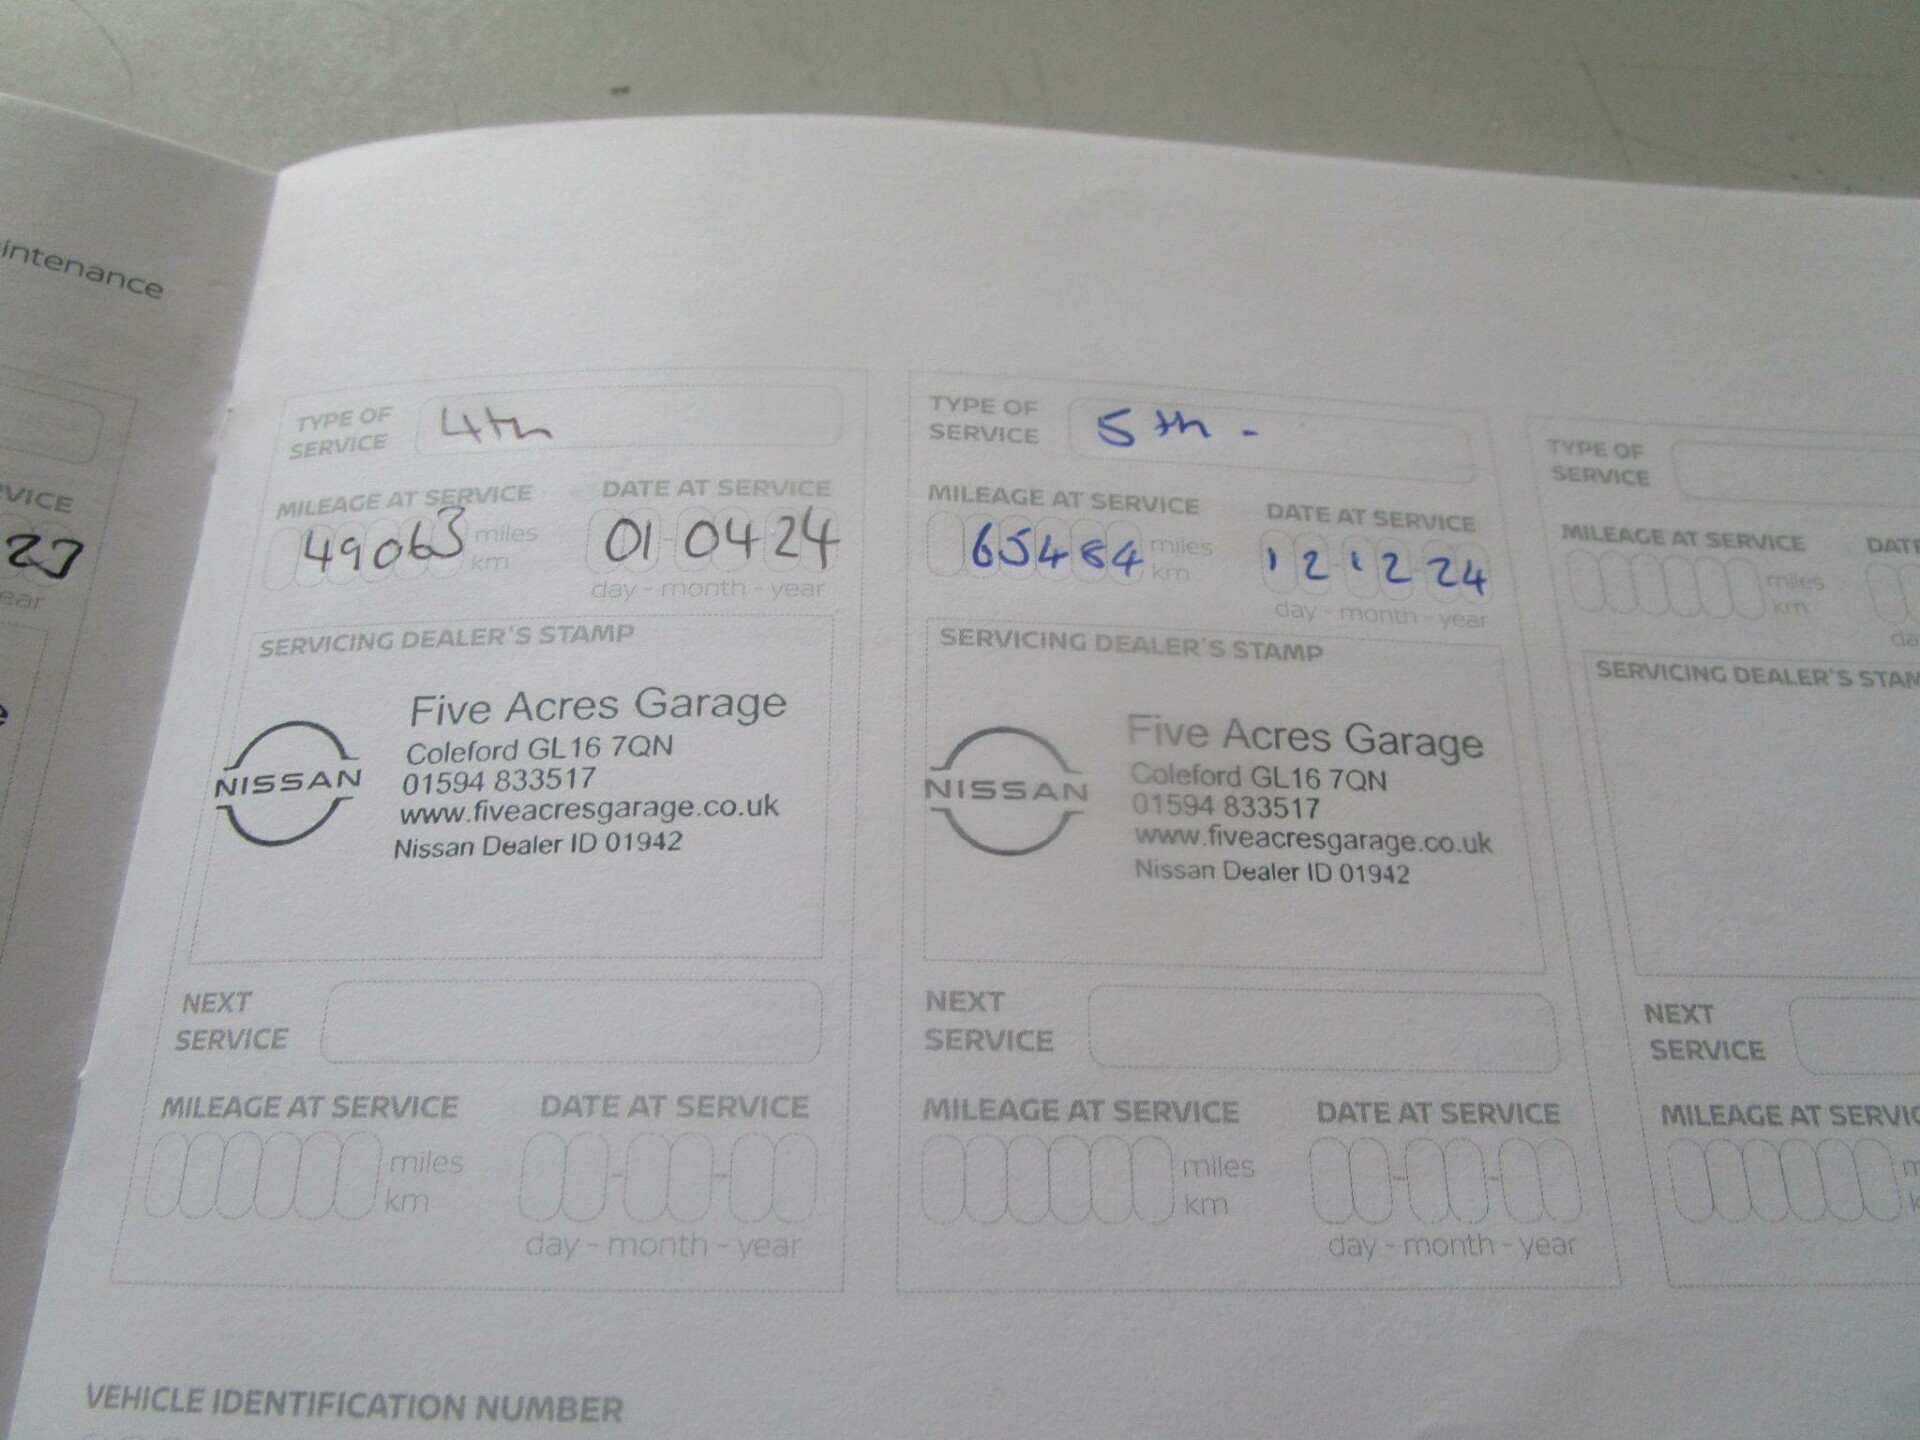 intenance
VICE
27
ear
TYPE OF
SERVICE
4th
MILEAGE AT SERVICE
DATE AT SERVICE
49063
miles
km
01 04 24
day - month - year
SERVICING DEALER'S STAMP
NISSAN
Five Acres Garage
Coleford GL16 7QN
01594 833517
www.fiveacresgarage.co.uk
Nissan Dealer ID 01942
NEXT
SERVICE
MILEAGE AT SERVICE
DATE AT SERVICE
miles
km
day - month - year
TYPE OF
SERVICE
5th -
MILEAGE AT SERVICE
DATE AT SERVICE
65484
miles
km
12-12-24
day - month - year
SERVICING DEALER'S STAMP
NISSAN
Five Acres Garage
Coleford GL16 7QN
01594 833517
www.fiveacresgarage.co.uk
Nissan Dealer ID 01942
NEXT
SERVICE
MILEAGE AT SERVICE
DATE AT SERVICE
miles
km
day - month - year
TYPE OF
SERVICE
MILEAGE AT SERVICE
DATE
miles
km
da
SERVICING DEALER'S STAM
NEXT
SERVICE
MILEAGE AT SERVIC
VEHICLE IDENTIFICATION NUMBER